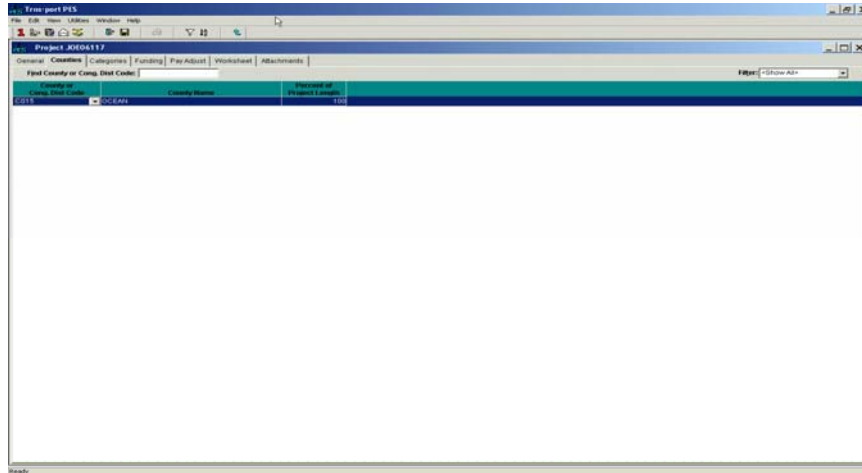 Trns·port PES
File Edit View Utilities Window Help
Project JOE06117
General Counties Categories Funding Pay Adjust Worksheet Attachments
Find County or Cong. Dist Code: Filter: <Show All>
County or Cong. Dist Code County Name Percent of Project Length
C015 OCEAN 100
Ready